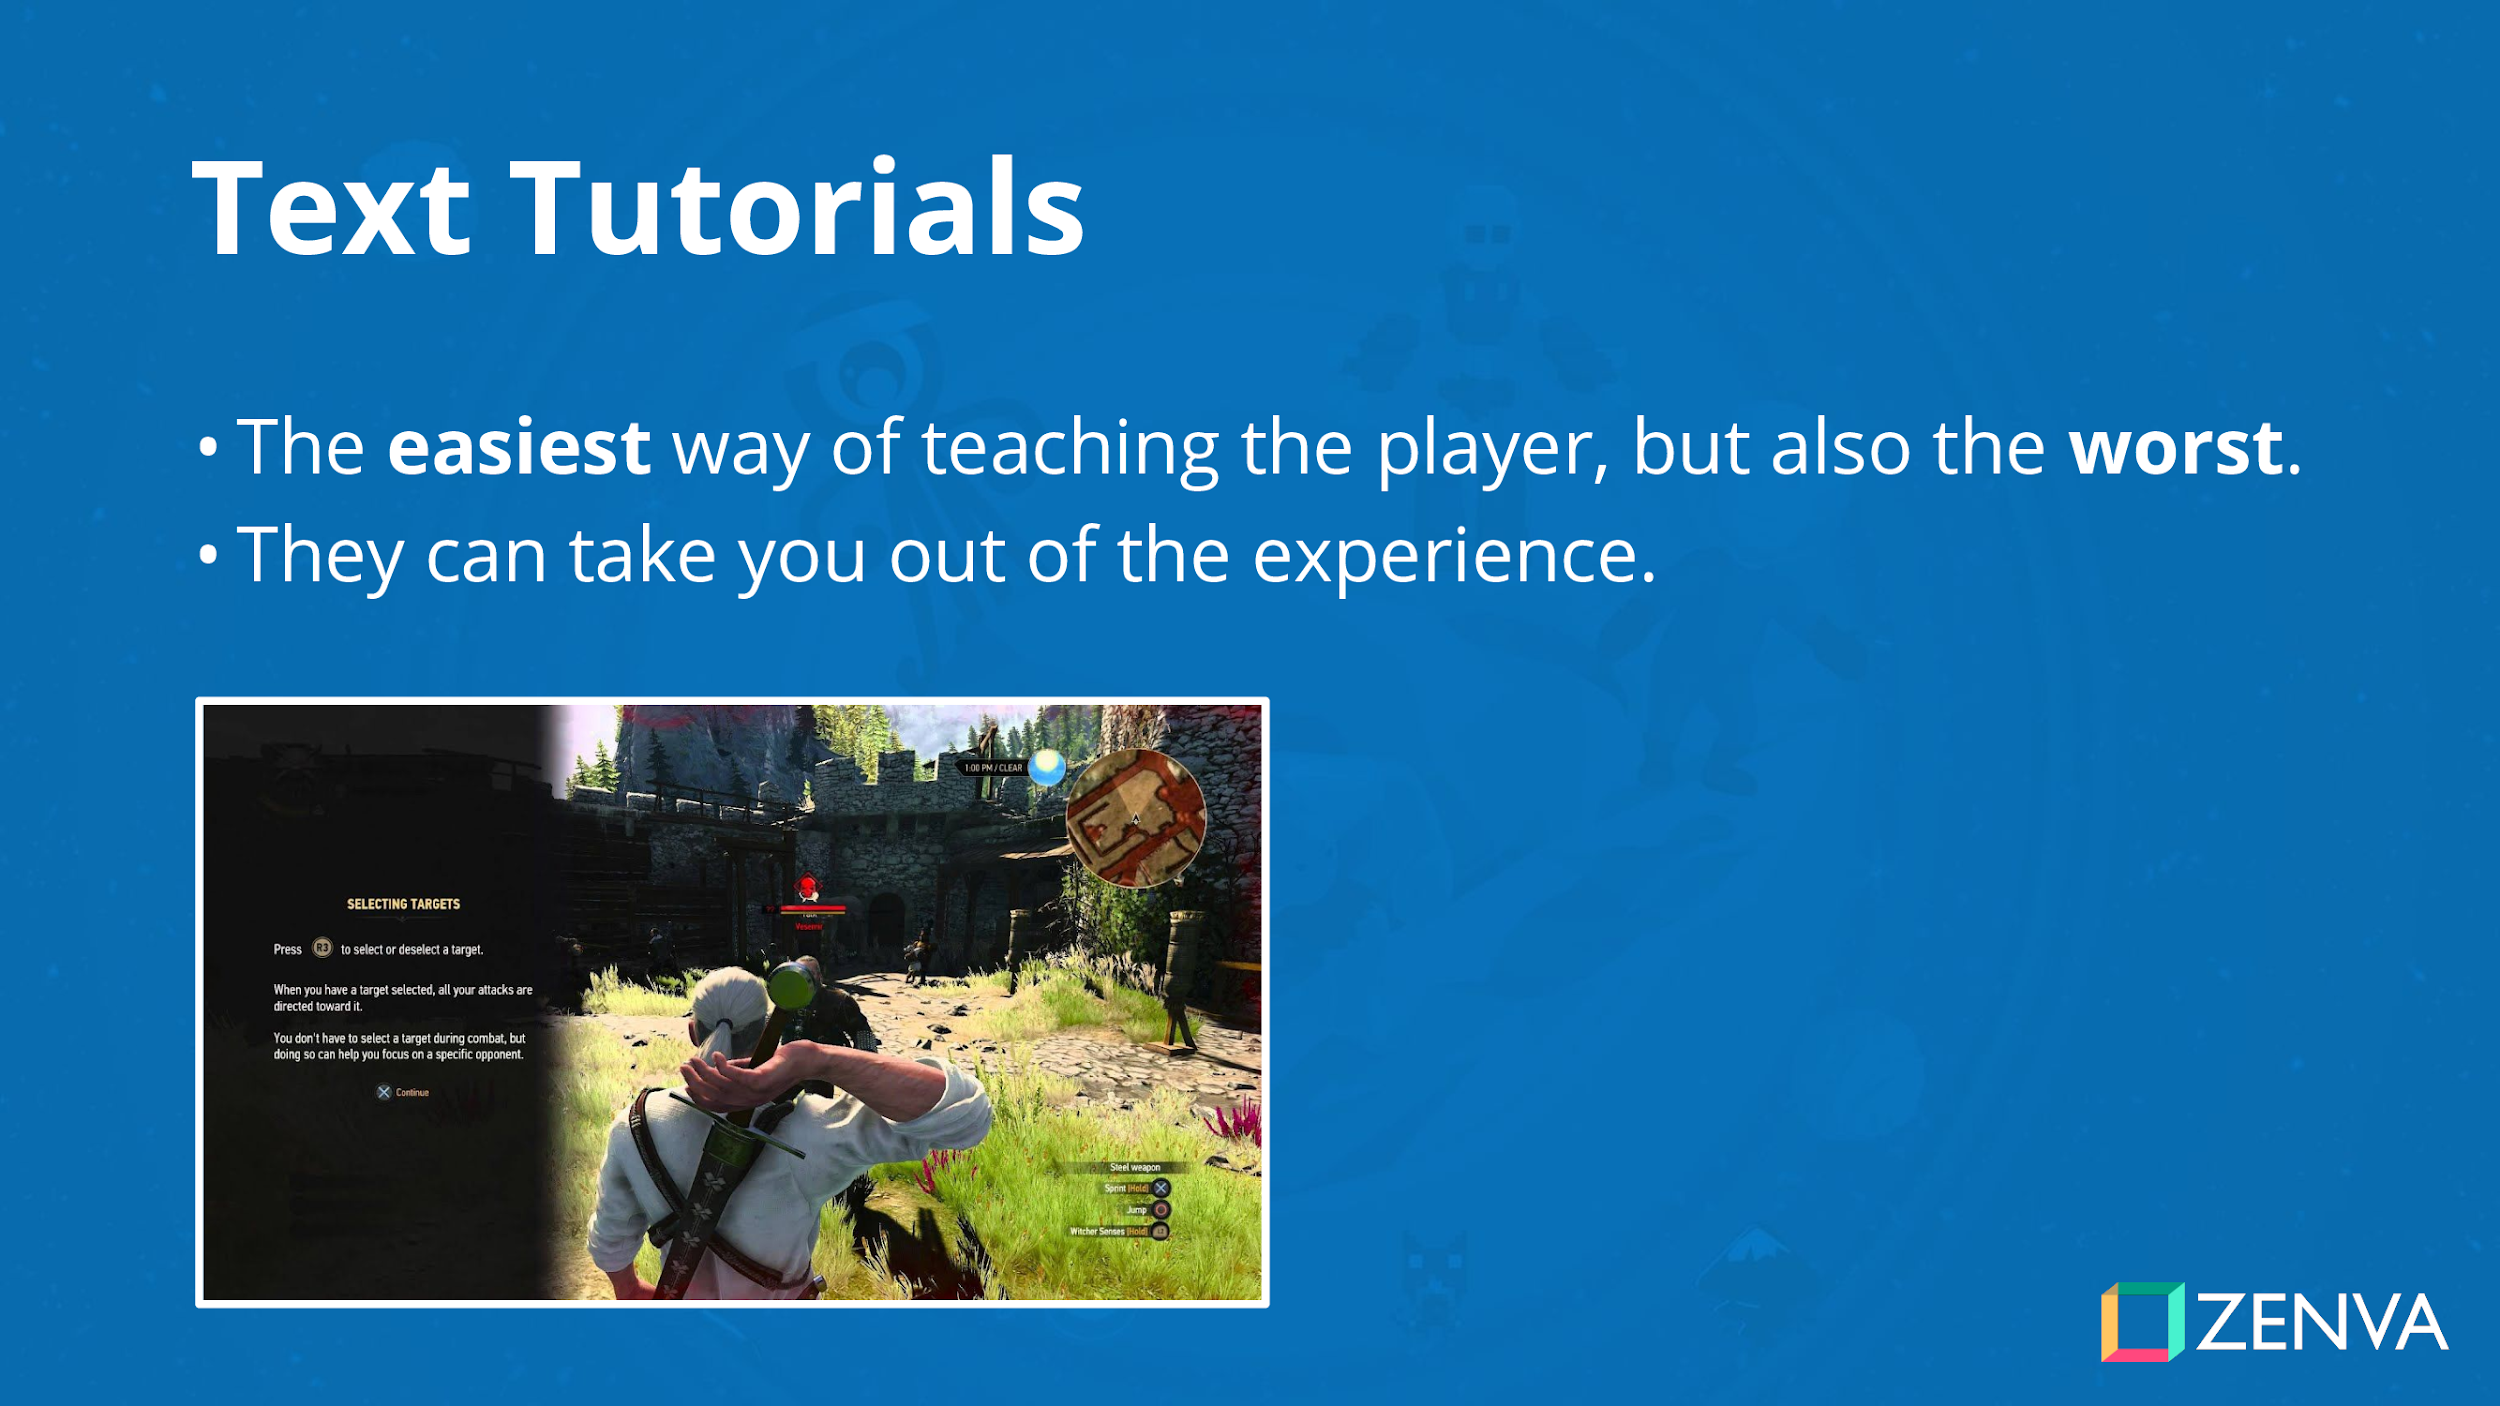 Text Tutorials
• The easiest way of teaching the player, but also the worst.
• They can take you out of the experience.
1:00 PM / CLEAR
SELECTING TARGETS
Press R3 to select or deselect a target.
When you have a target selected, all your attacks are
directed toward it.
You don't have to select a target during combat, but
doing so can help you focus on a specific opponent.
Continue
Vesemir
Steel weapon
Sprint [Hold]
Jump
Witcher Senses [Hold]
ZENVA